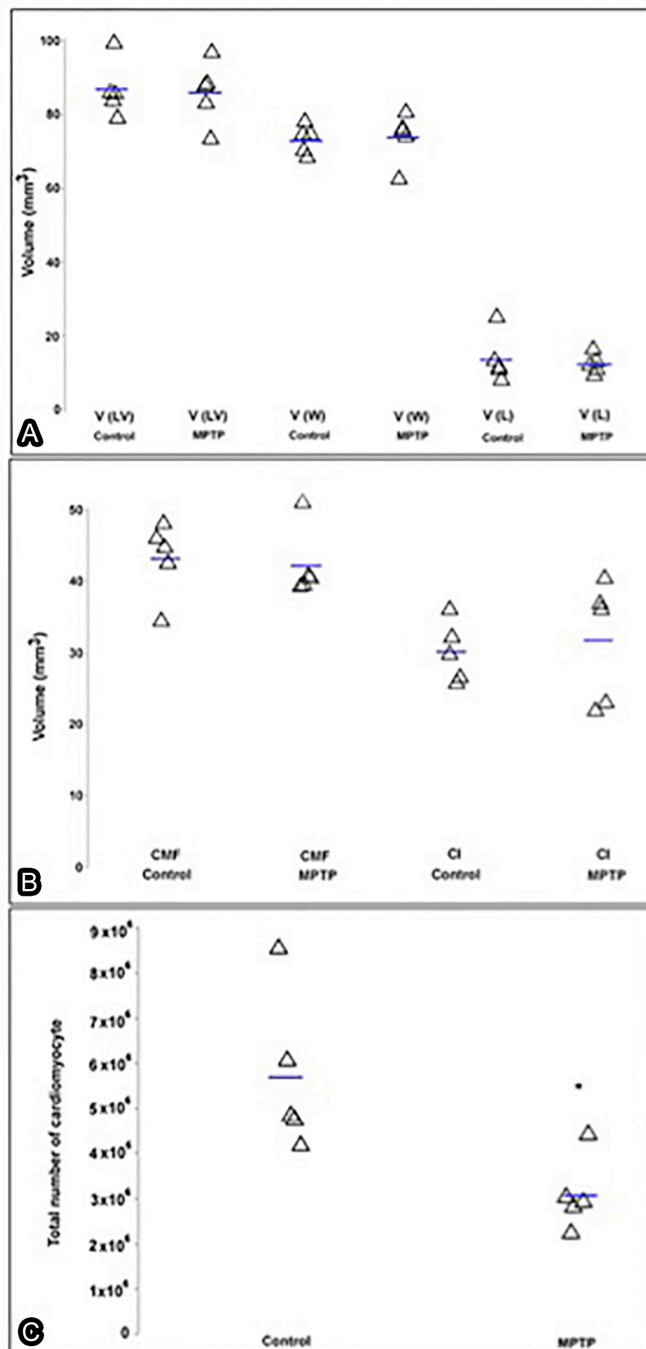 100
80
60
40
20
0
Volume (mm³)
V (LV) V (LV) V (W) V (W) V (L) V (L)
Control MPTP Control MPTP Control MPTP
A
50
40
30
20
10
0
Volume (mm³)
CMF CMF CI CI
Control MPTP Control MPTP
B
9x10⁶
8x10⁶
7x10⁶
6x10⁶
5x10⁶
4x10⁶
3x10⁶
2x10⁶
1x10⁶
0
Total number of cardiomyocyte
*
Control MPTP
C